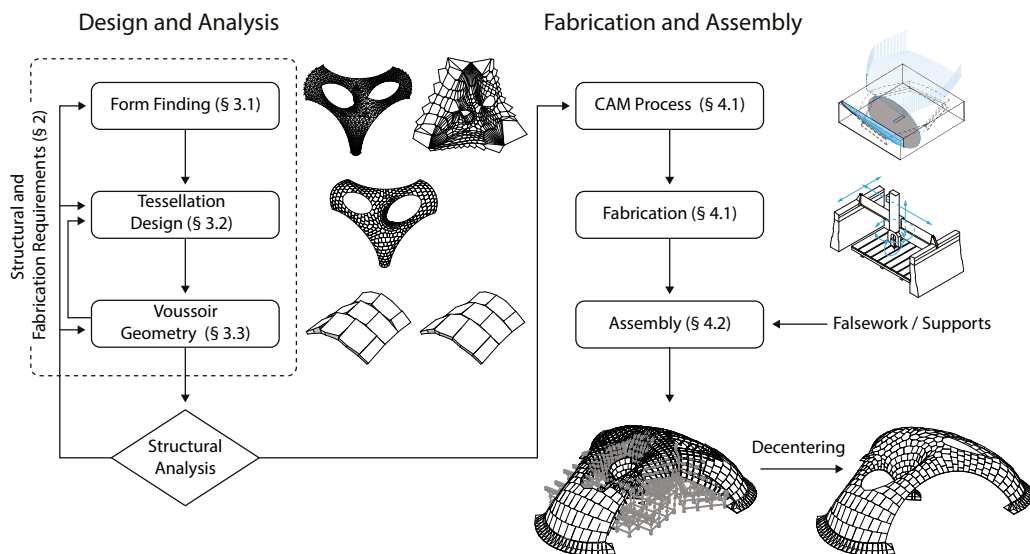 Design and Analysis
Fabrication and Assembly
Structural and
Fabrication Requirements (§ 2)
Form Finding (§ 3.1)
Tessellation
Design (§ 3.2)
Voussoir
Geometry (§ 3.3)
Structural
Analysis
CAM Process (§ 4.1)
Fabrication (§ 4.1)
Assembly (§ 4.2)
Falsework / Supports
Decentering